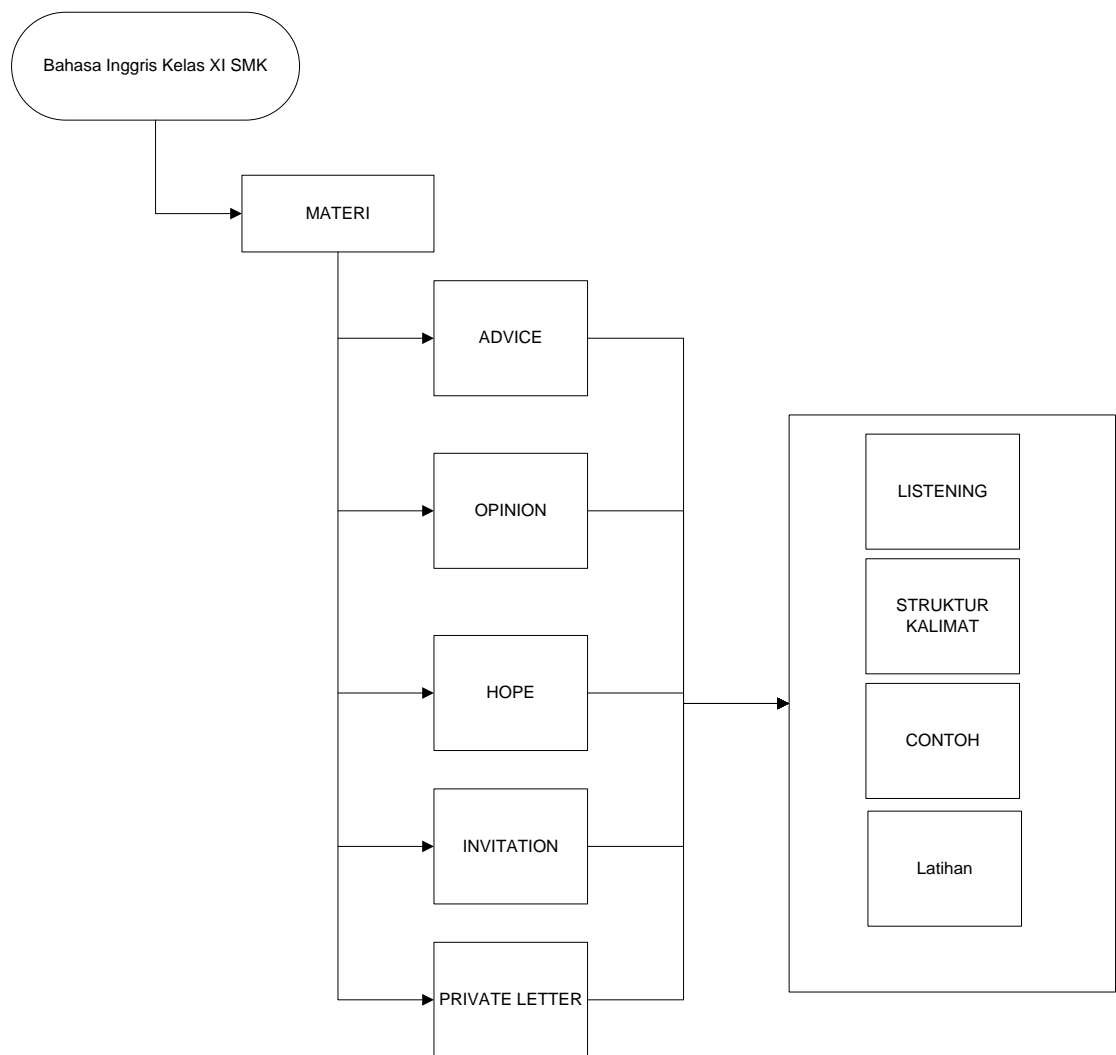 Bahasa Inggris Kelas XI SMK
MATERI
ADVICE
OPINION
HOPE
INVITATION
PRIVATE LETTER
LISTENING
STRUKTUR
KALIMAT
CONTOH
Latihan